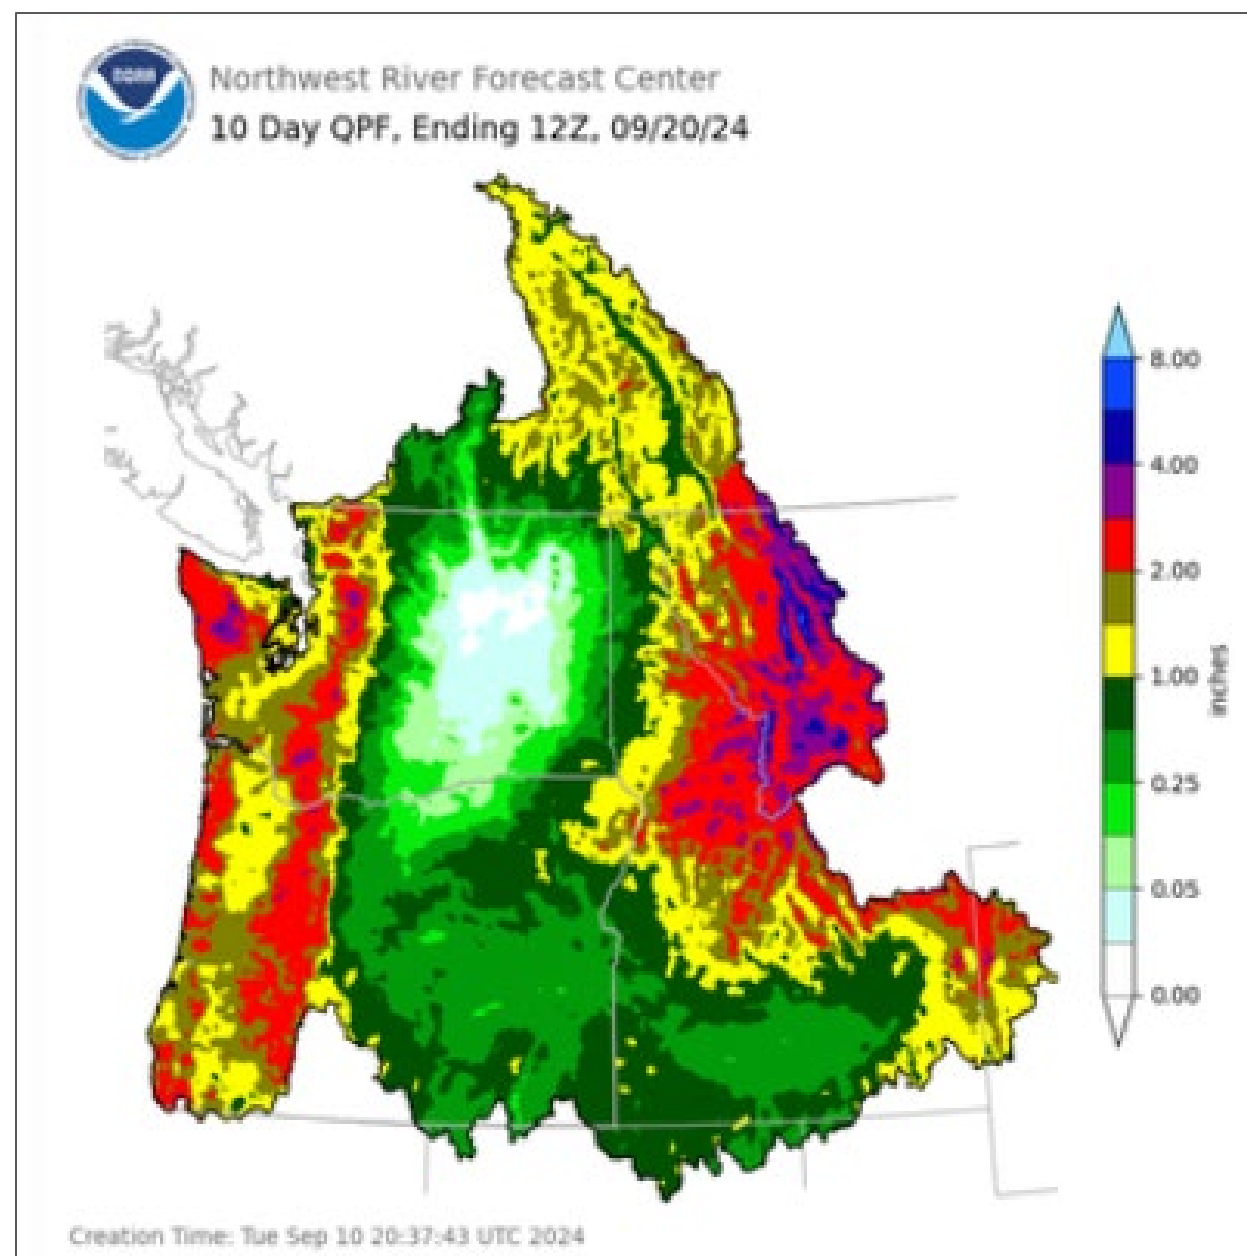 NOAA
Northwest River Forecast Center
10 Day QPF, Ending 12Z, 09/20/24
8.00
4.00
2.00
1.00
0.25
0.05
0.00
inches
Creation Time: Tue Sep 10 20:37:43 UTC 2024